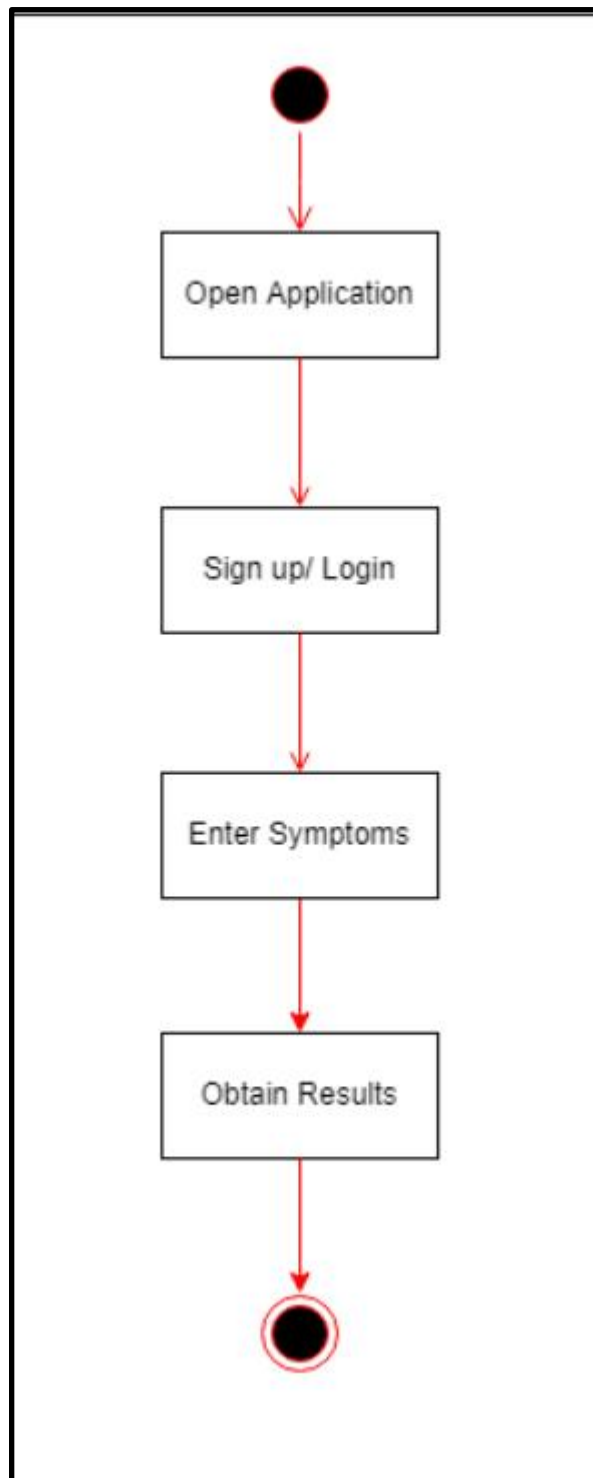 Open Application
Sign up/ Login
Enter Symptoms
Obtain Results